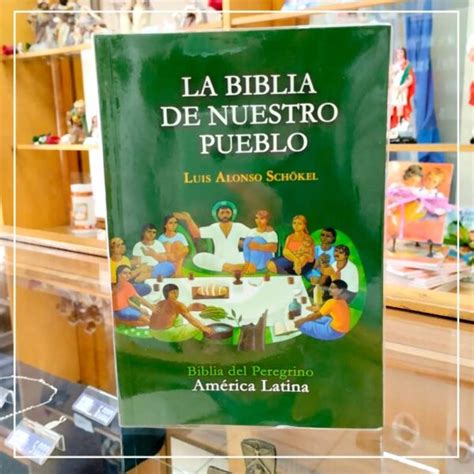 LA BIBLIA
DE NUESTRO
PUEBLO
LUIS ALONSO SCHÖKEL
Biblia del Peregrino
América Latina